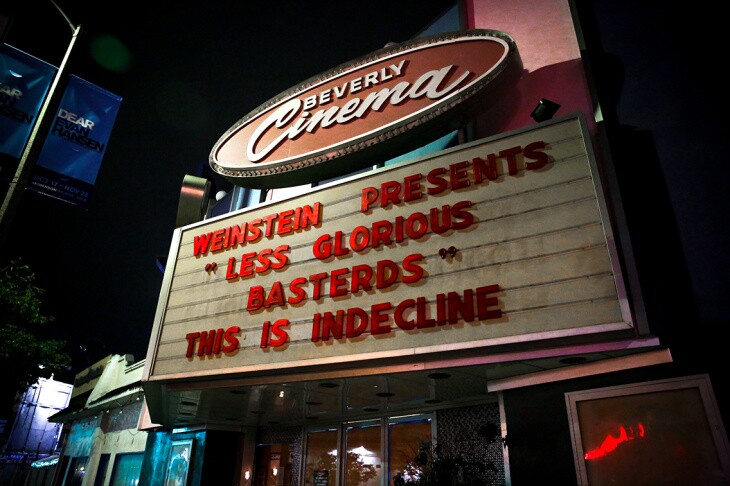 DEAR
EVAN HANSEN
BEVERLY
Cinema
WEINSTEIN PRESENTS
"LESS GLORIOUS
BASTERDS"
THIS IS INDECLINE